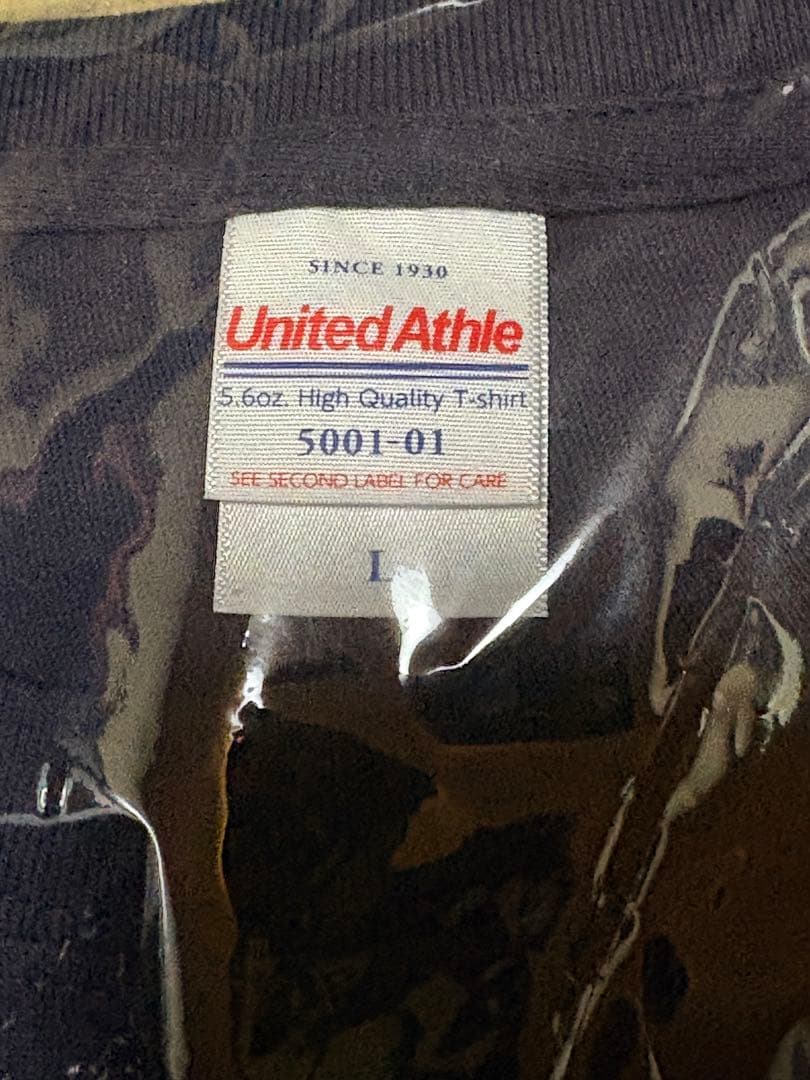 SINCE 1930
United Athle
5.6oz. High Quality T-shirt
5001-01
SEE SECOND LABEL FOR CARE
L